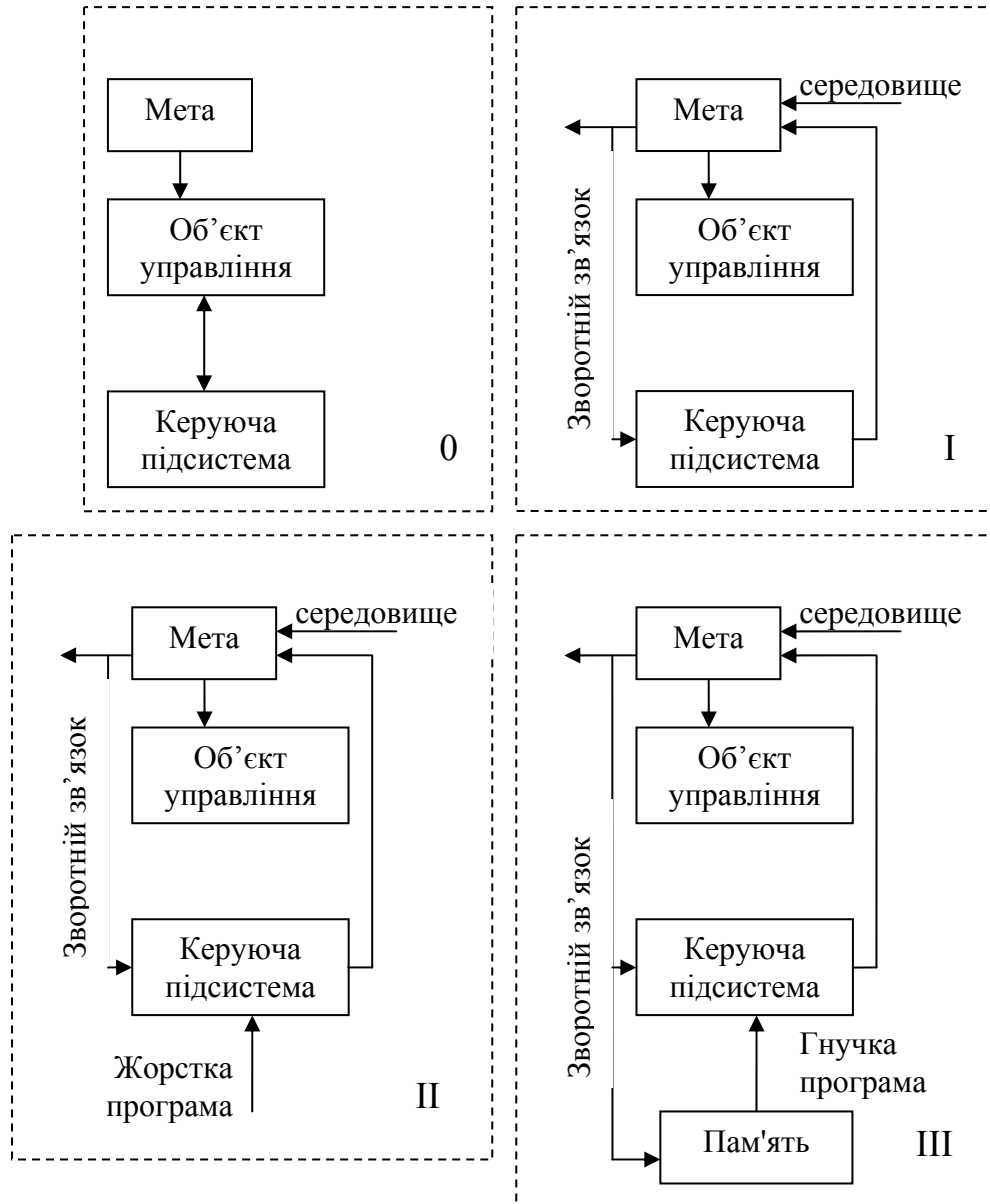 Мета
Об’єкт
управління
Керуюча
підсистема
0
середовище
Мета
Об’єкт
управління
Зворотній зв’язок
Керуюча
підсистема
I
середовище
Мета
Об’єкт
управління
Зворотній зв’язок
Керуюча
підсистема
Жорстка
програма
II
середовище
Мета
Об’єкт
управління
Зворотній зв’язок
Керуюча
підсистема
Гнучка
програма
Пам'ять
III